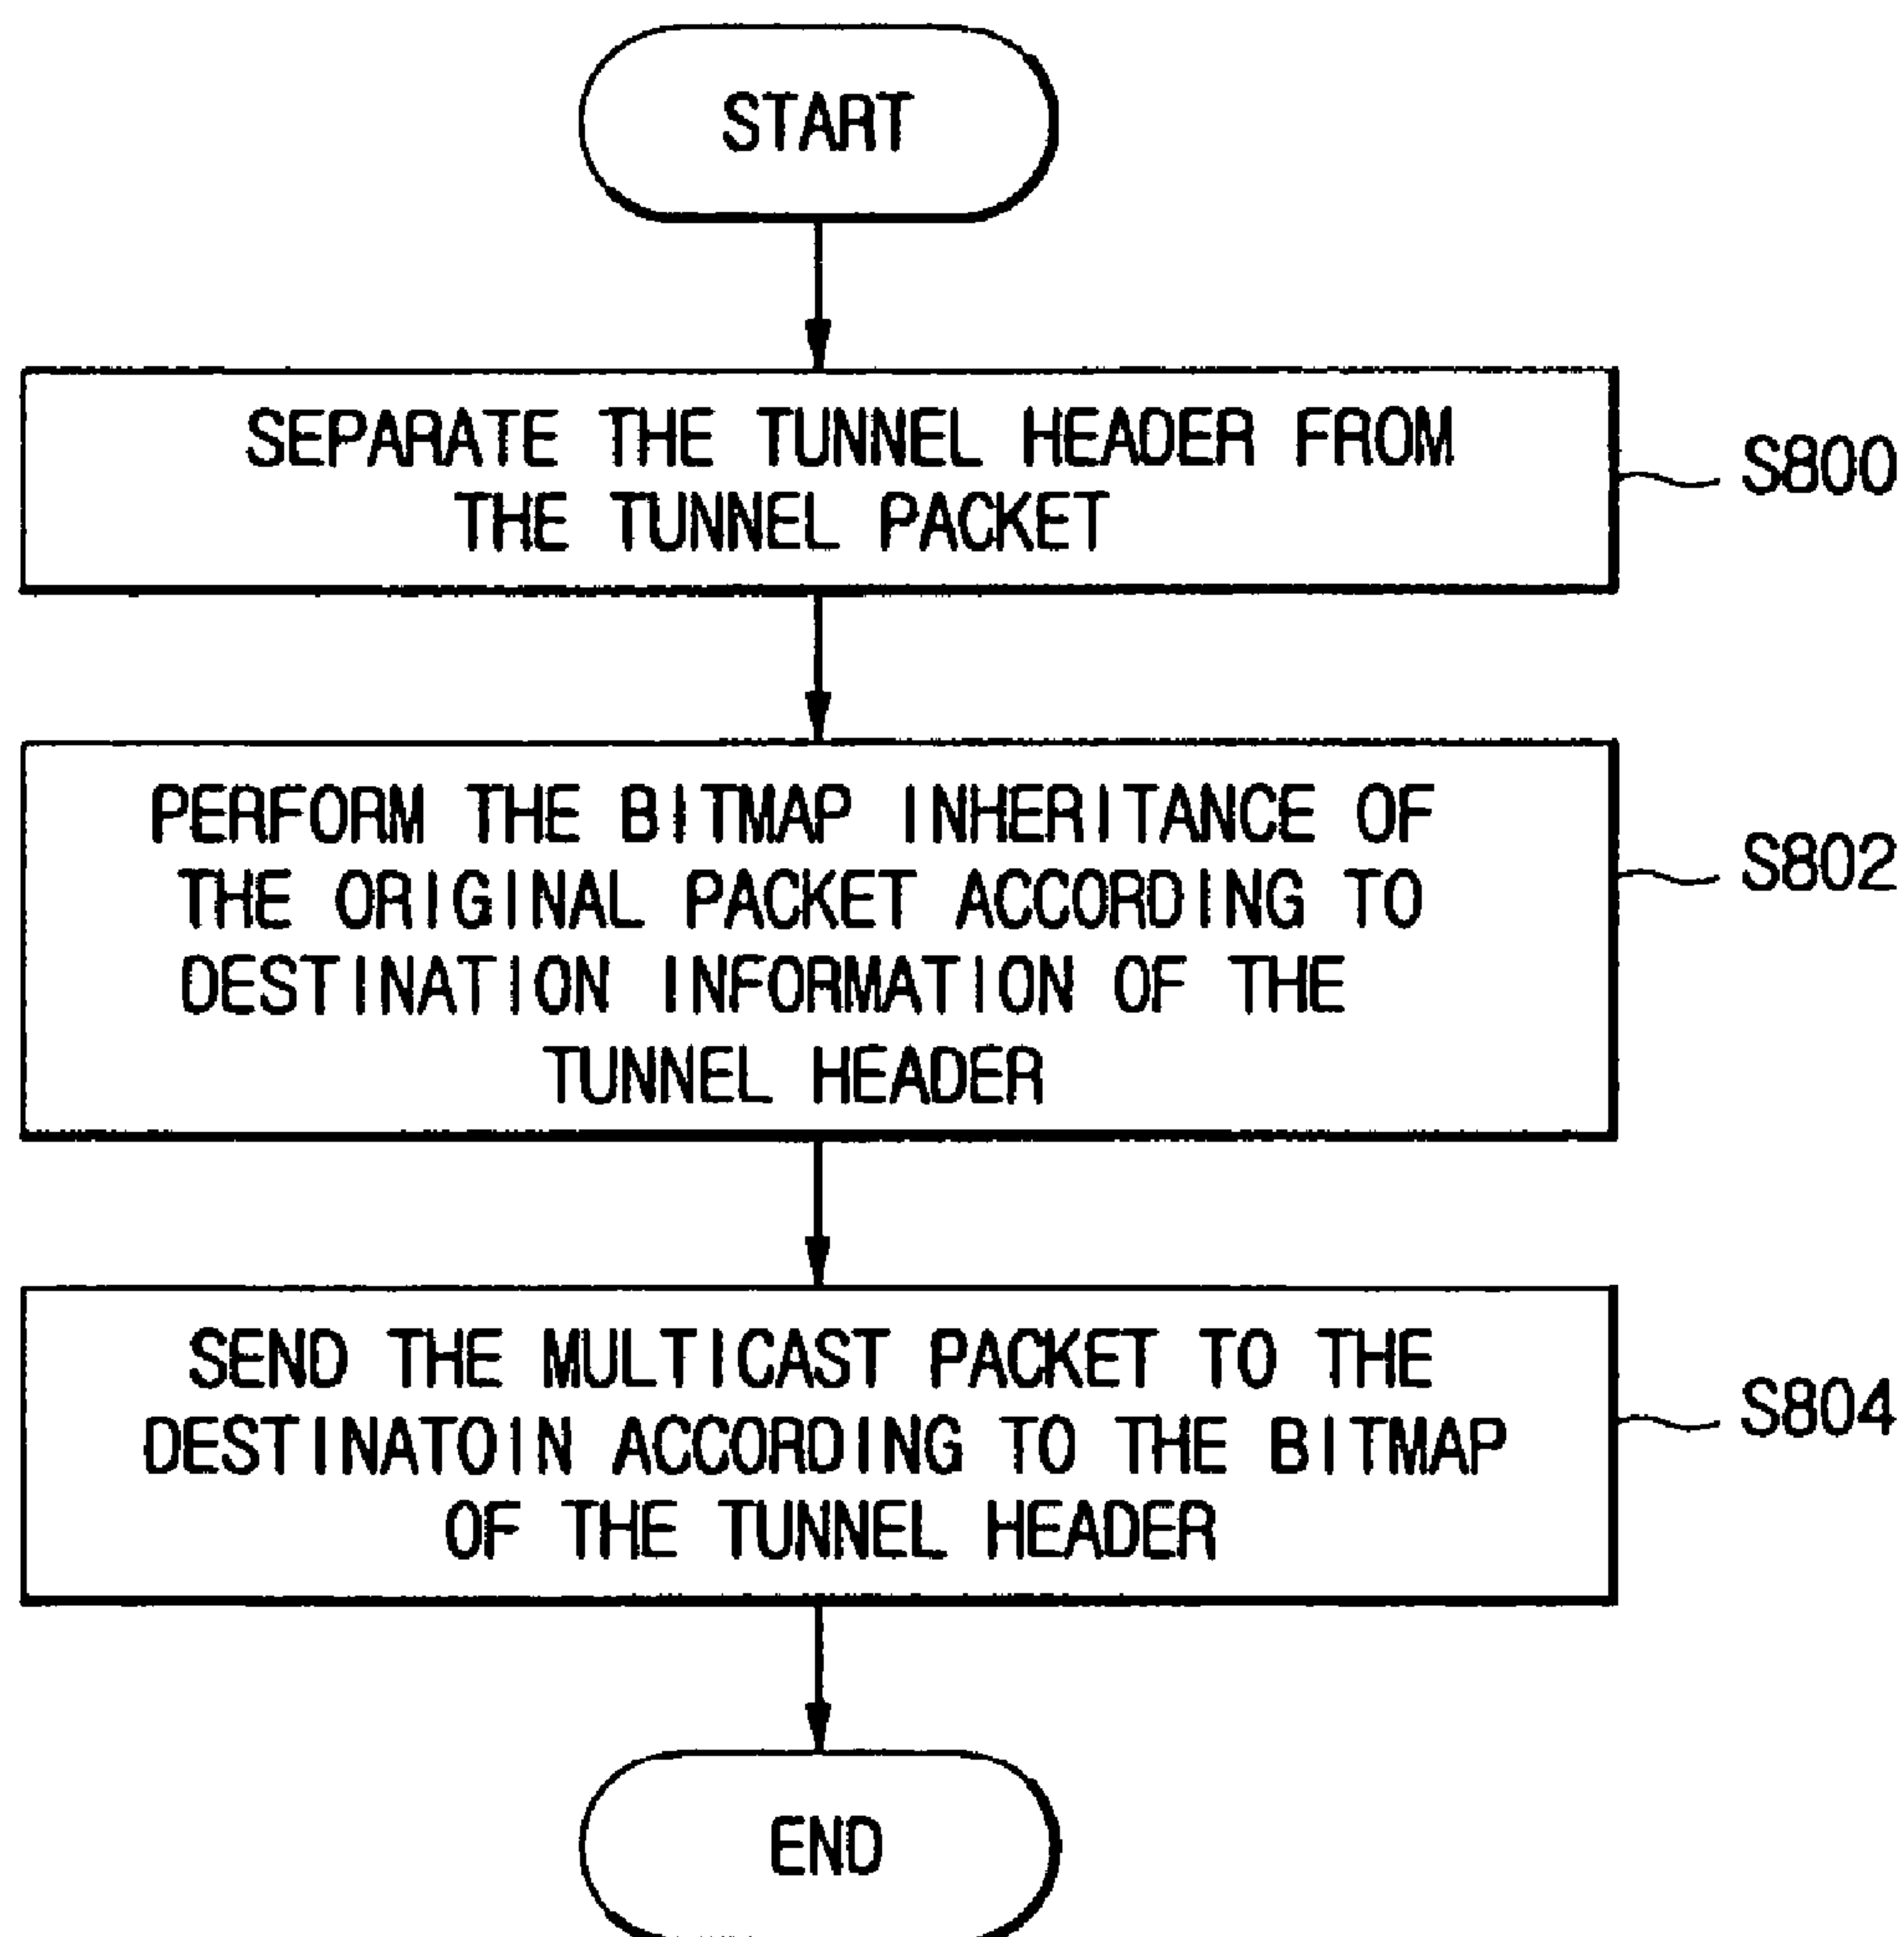 START
SEPARATE THE TUNNEL HEADER FROM
THE TUNNEL PACKET
S800
PERFORM THE BITMAP INHERITANCE OF
THE ORIGINAL PACKET ACCORDING TO
DESTINATION INFORMATION OF THE
TUNNEL HEADER
S802
SEND THE MULTICAST PACKET TO THE
DESTINATOIN ACCORDING TO THE BITMAP
OF THE TUNNEL HEADER
S804
END